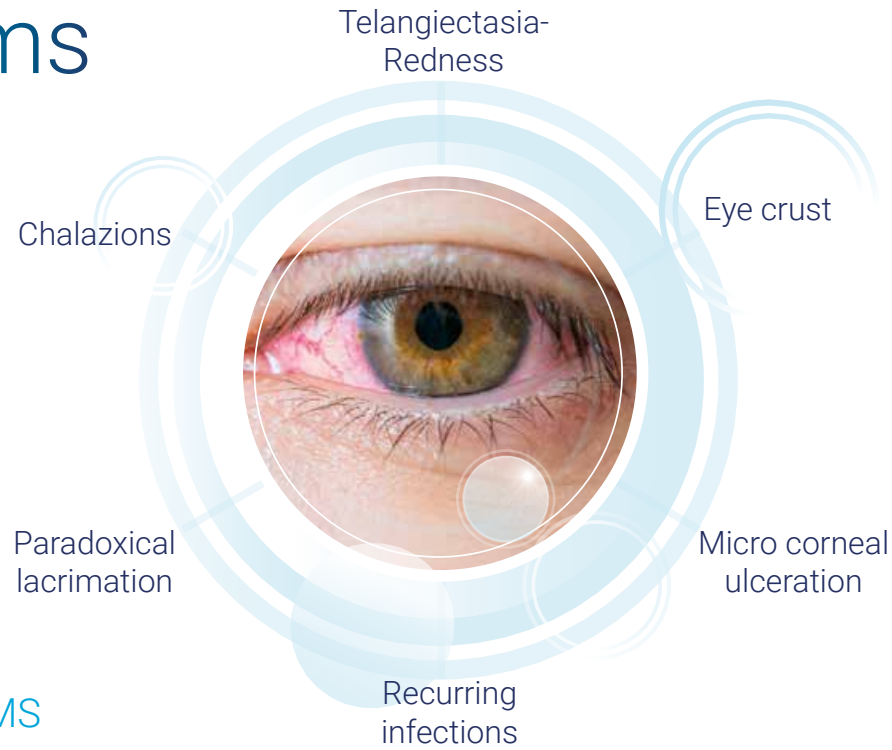 ms
Telangiectasia-
Redness
Eye crust
Chalazions
Paradoxical
lacrimation
Micro corneal
ulceration
Recurring
infections
MS